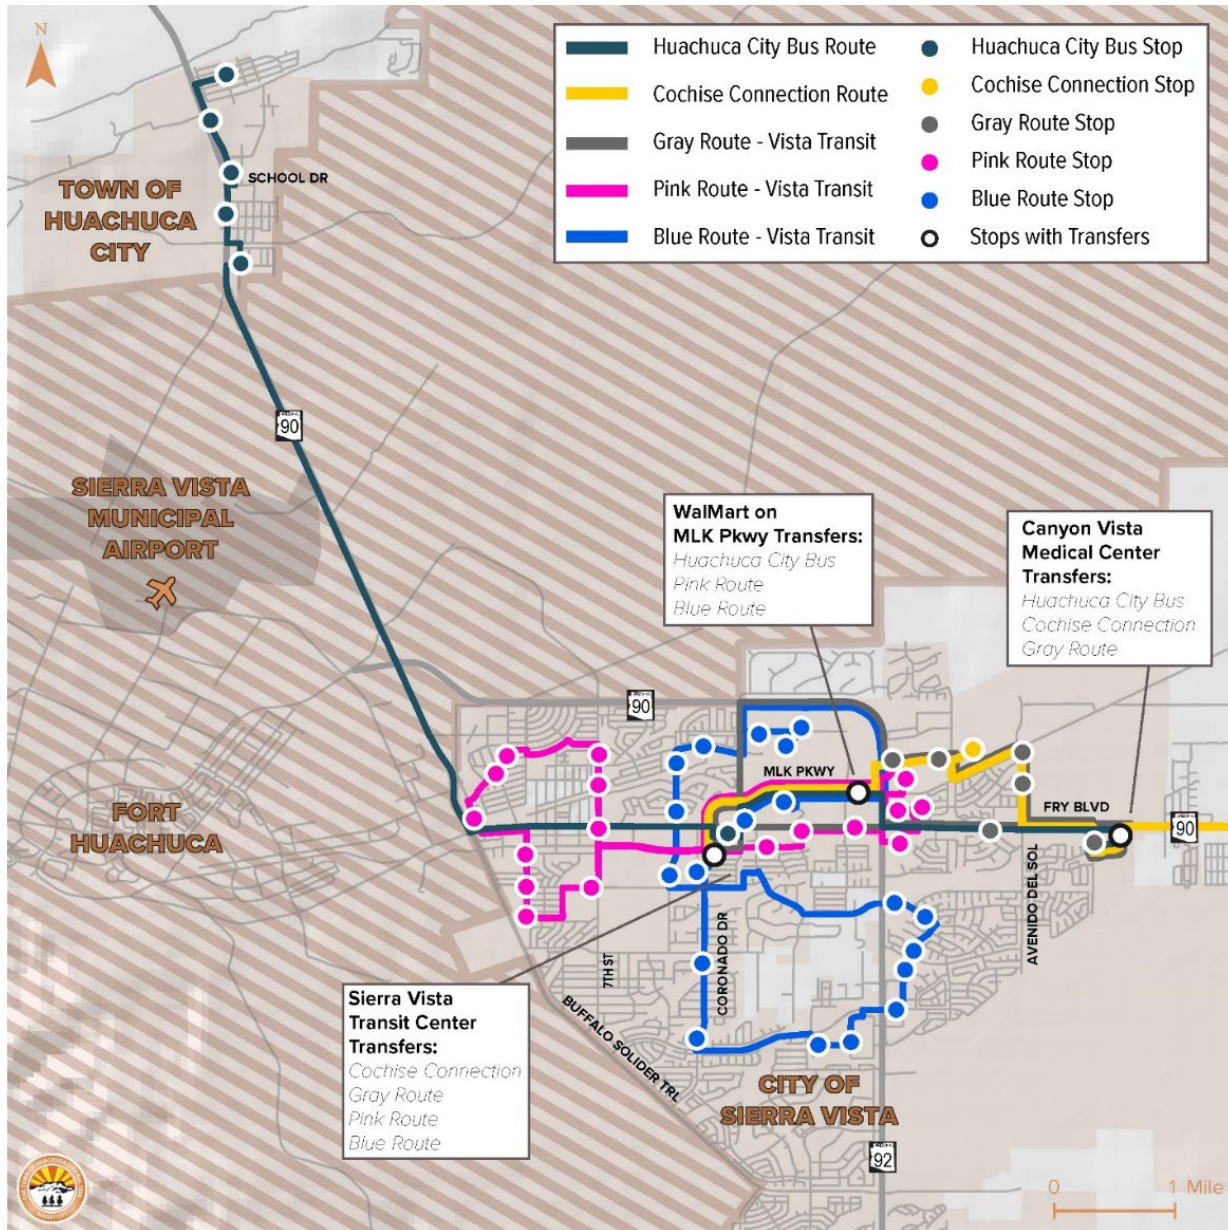 N
Huachuca City Bus Route
Cochise Connection Route
Gray Route - Vista Transit
Pink Route - Vista Transit
Blue Route - Vista Transit
Huachuca City Bus Stop
Cochise Connection Stop
Gray Route Stop
Pink Route Stop
Blue Route Stop
Stops with Transfers
SCHOOL DR
TOWN OF
HUACHUCA
CITY
90
SIERRA VISTA
MUNICIPAL
AIRPORT
WalMart on
MLK Pkwy Transfers:
Huachuca City Bus
Pink Route
Blue Route
Canyon Vista
Medical Center
Transfers:
Huachuca City Bus
Cochise Connection
Gray Route
90
MLK PKWY
FORT
HUACHUCA
FRY BLVD
90
AVENIDO DEL SOL
7TH ST
CORONADO DR
BUFFALO SOLIDER TRL
Sierra Vista
Transit Center
Transfers:
Cochise Connection
Gray Route
Pink Route
Blue Route
CITY OF
SIERRA VISTA
92
0 1 Mile